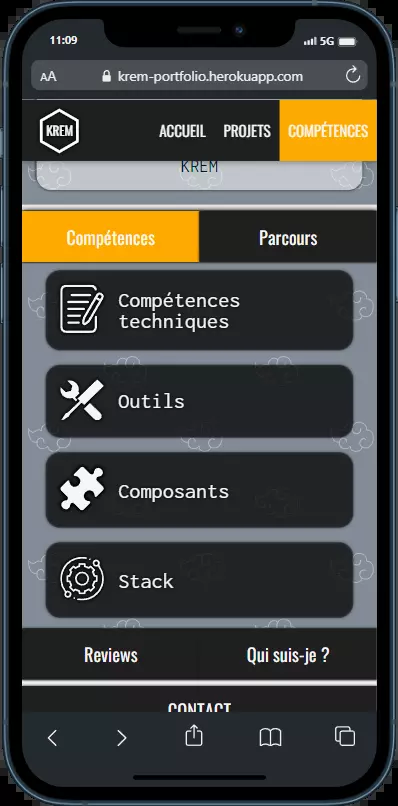 11:09
5G
AA
krem-portfolio.herokuapp.com
KREM
ACCUEIL
PROJETS
COMPÉTENCES
KREM
Compétences
Parcours
Compétences
techniques
Outils
Composants
Stack
Reviews
Qui suis-je ?
CONTACT